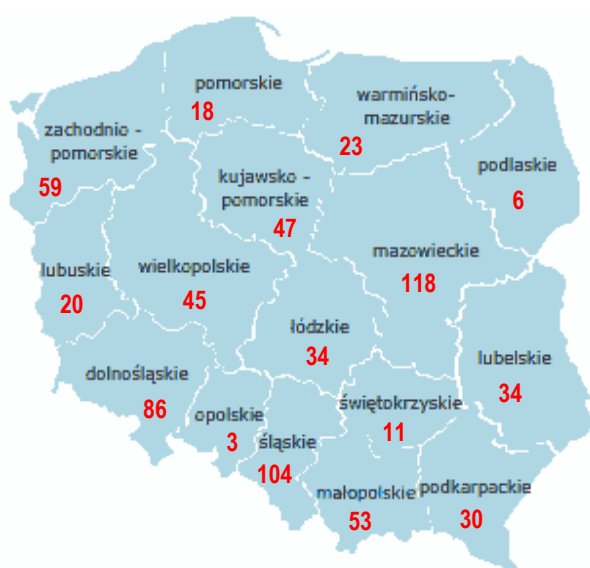 pomorskie
18
warmińsko-
mazurskie
23
zachodnio -
pomorskie
59
podlaskie
6
kujawsko -
pomorskie
47
mazowieckie
118
lubuskie
20
wielkopolskie
45
łódzkie
34
lubelskie
34
dolnośląskie
86
opolskie
3
śląskie
104
świętokrzyskie
11
małopolskie
53
podkarpackie
30